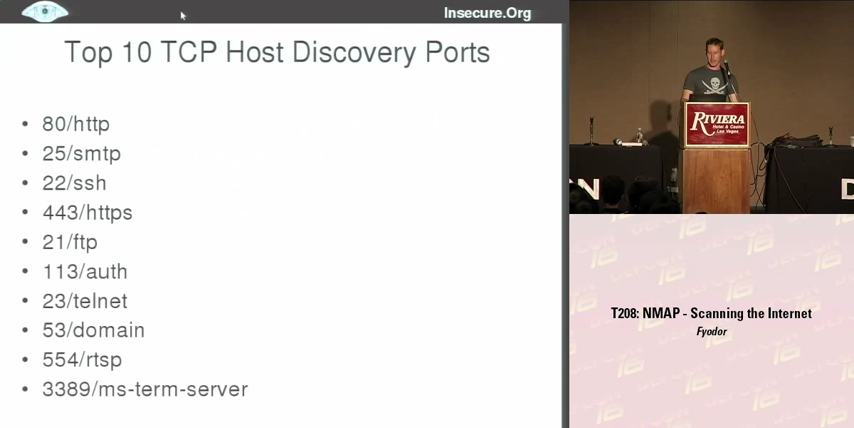 Insecure.Org
Top 10 TCP Host Discovery Ports
• 80/http
• 25/smtp
• 22/ssh
• 443/https
• 21/ftp
• 113/auth
• 23/telnet
• 53/domain
• 554/rtsp
• 3389/ms-term-server
RIVIERA
Hotel & Casino
Las Vegas
N
D
T208: NMAP - Scanning the Internet
Fyodor